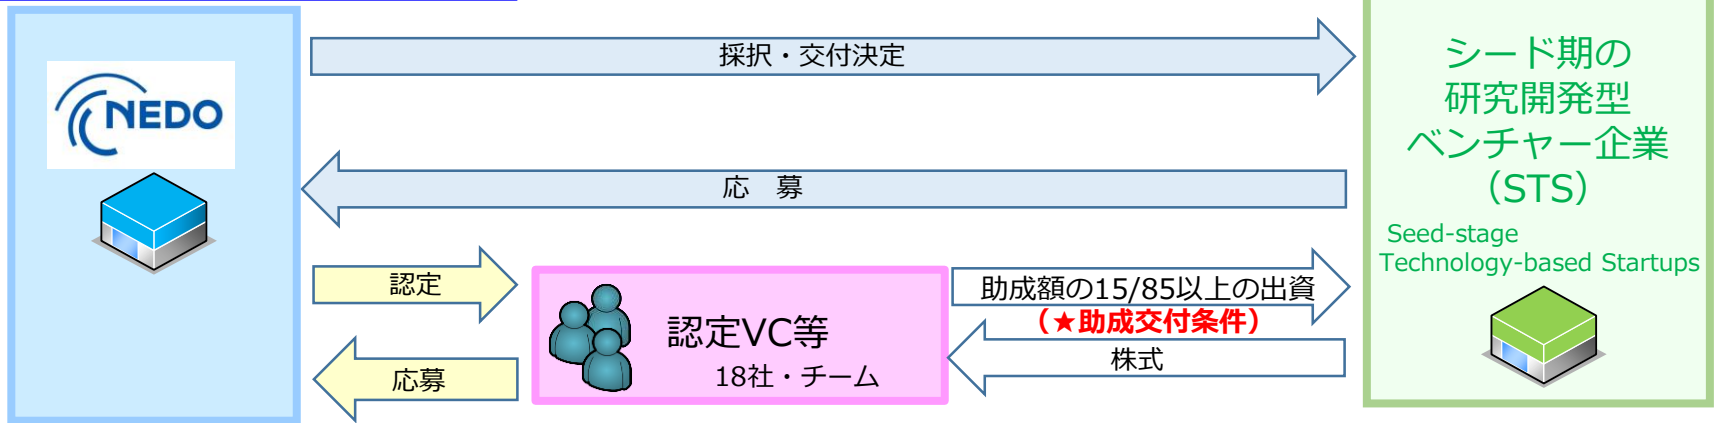 NEDO
採択・交付決定
応　募
認定
応募
認定VC等
18社・チーム
助成額の15/85以上の出資
（★助成交付条件）
株式
シード期の
研究開発型
ベンチャー企業
（STS）
Seed-stage
Technology-based Startups